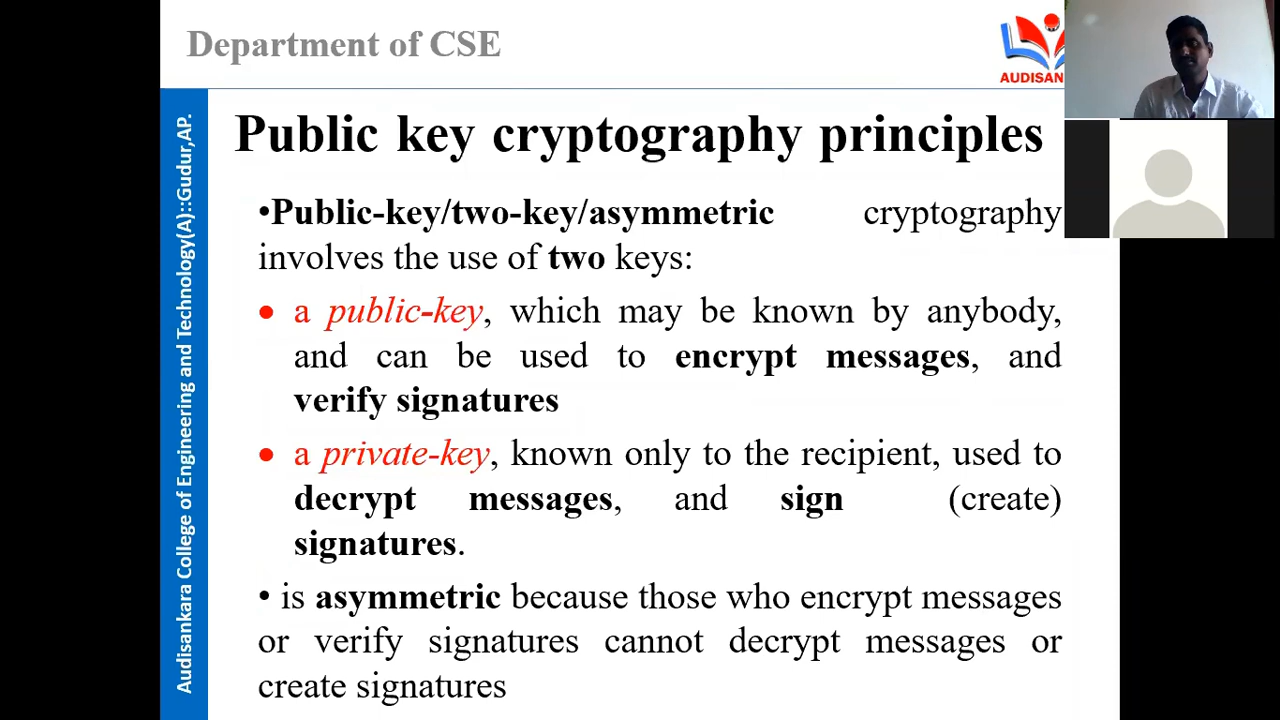 Department of CSE
AUDISAN
Audisankara College of Engineering and Technology(A)::Gudur,AP.
Public key cryptography principles
•Public-key/two-key/asymmetric cryptography
involves the use of two keys:
• a public-key, which may be known by anybody,
and can be used to encrypt messages, and
verify signatures
• a private-key, known only to the recipient, used to
decrypt messages, and sign (create)
signatures.
• is asymmetric because those who encrypt messages
or verify signatures cannot decrypt messages or
create signatures